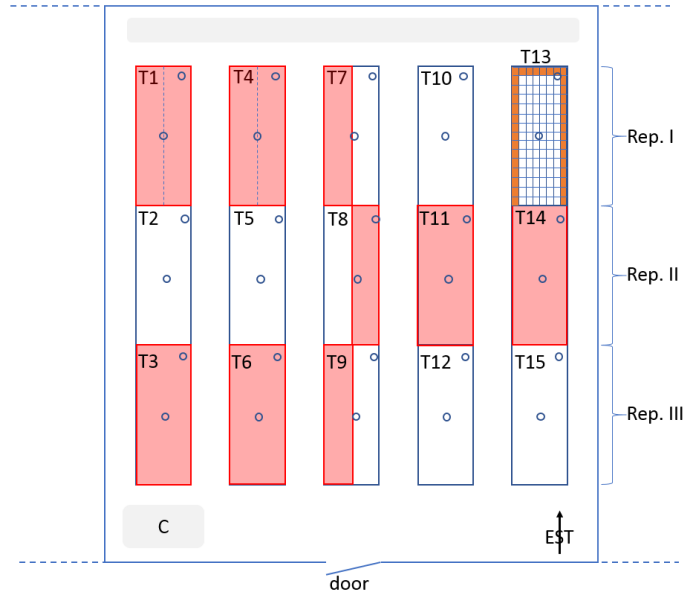 T13
T1 T4 T7 T10
Rep. I
T2 T5 T8 T11 T14
Rep. II
T3 T6 T9 T12 T15
Rep. III
C
EST
door